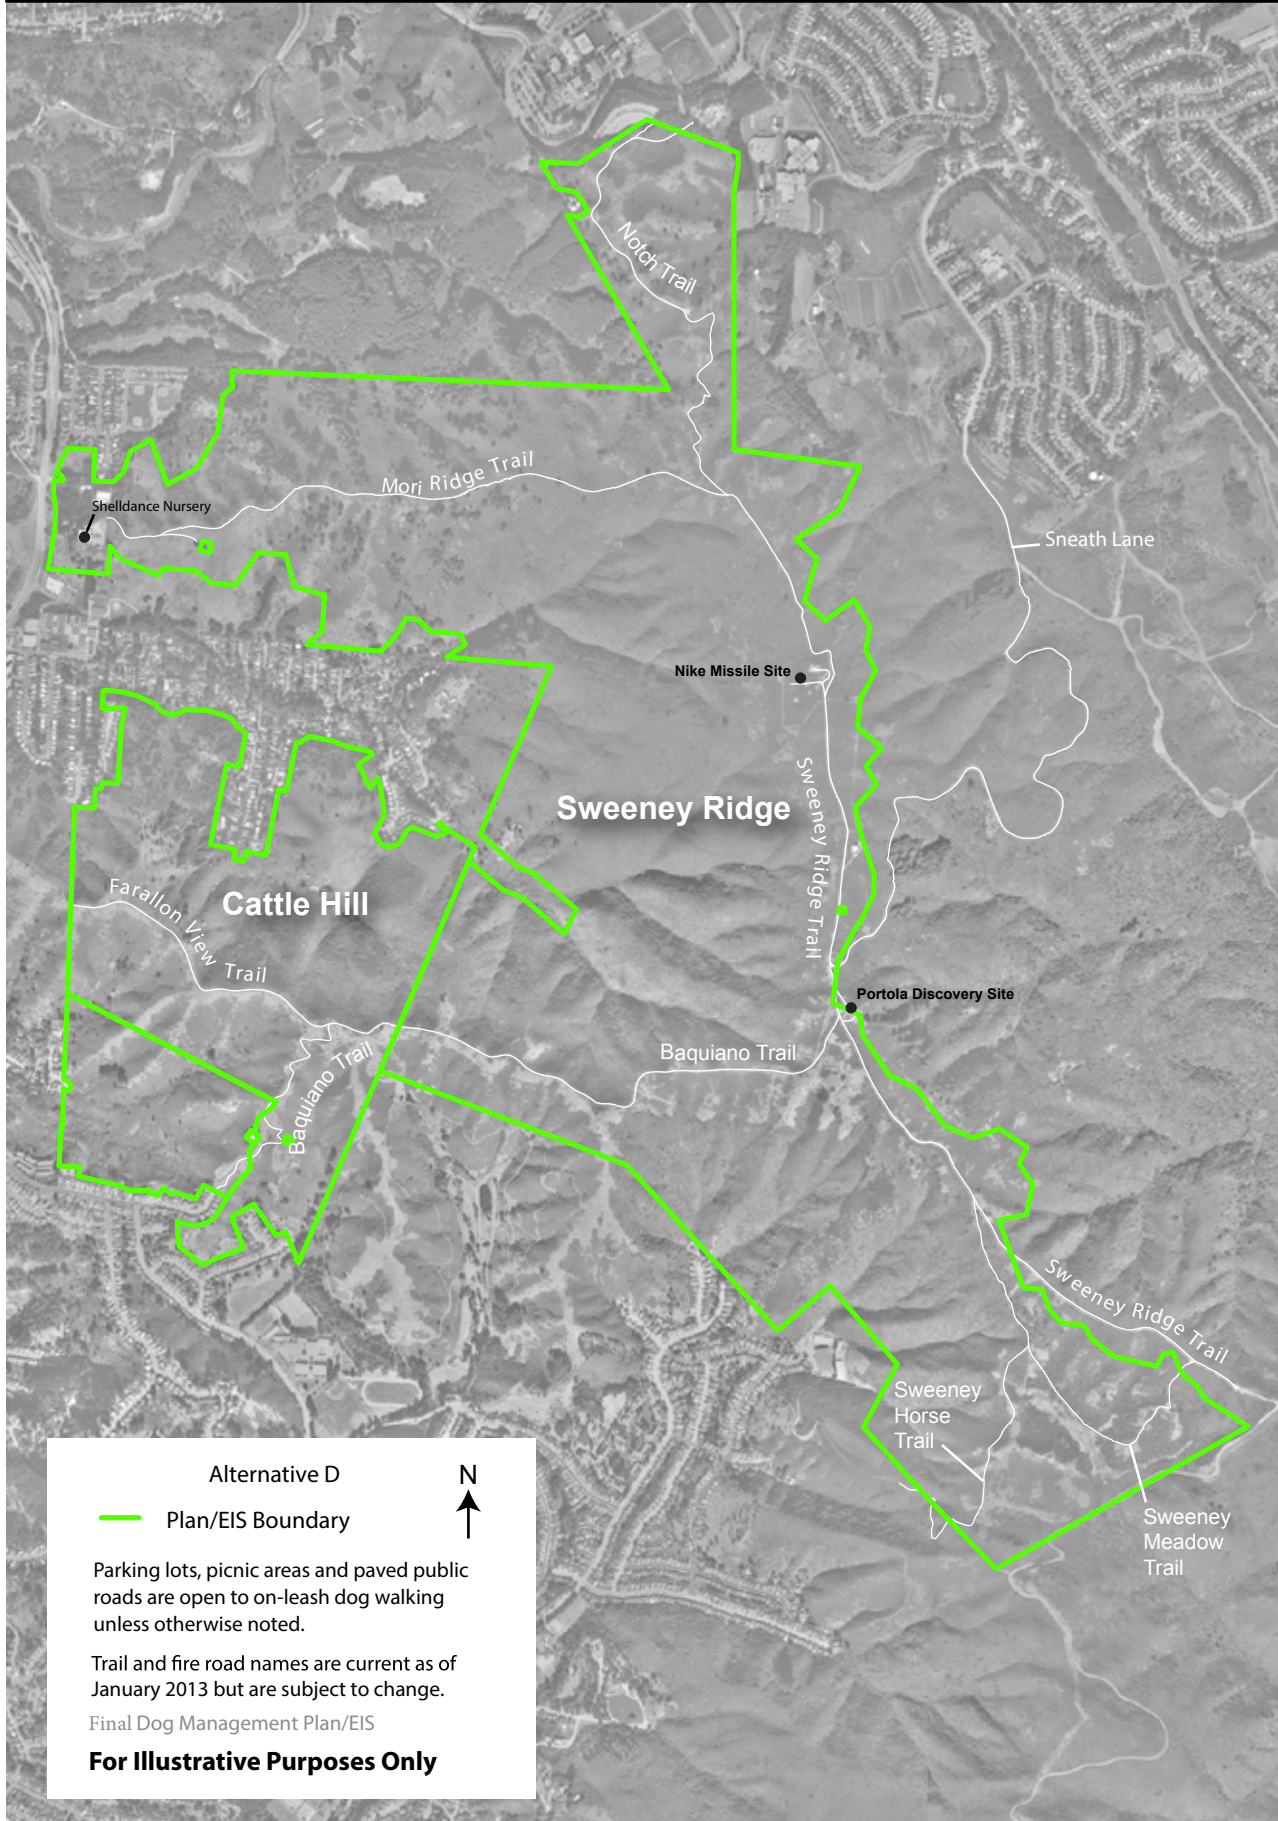 Notch Trail
Mori Ridge Trail
Shelldance Nursery
Sneath Lane
Nike Missile Site
Sweeney Ridge Trail
Sweeney Ridge
Cattle Hill
Farallon View Trail
Portola Discovery Site
Baquiano Trail
Baquiano Trail
Sweeney Ridge Trail
Sweeney
Horse
Trail
Sweeney
Meadow
Trail
Alternative D
N
Plan/EIS Boundary
Parking lots, picnic areas and paved public
roads are open to on-leash dog walking
unless otherwise noted.
Trail and fire road names are current as of
January 2013 but are subject to change.
Final Dog Management Plan/EIS
For Illustrative Purposes Only